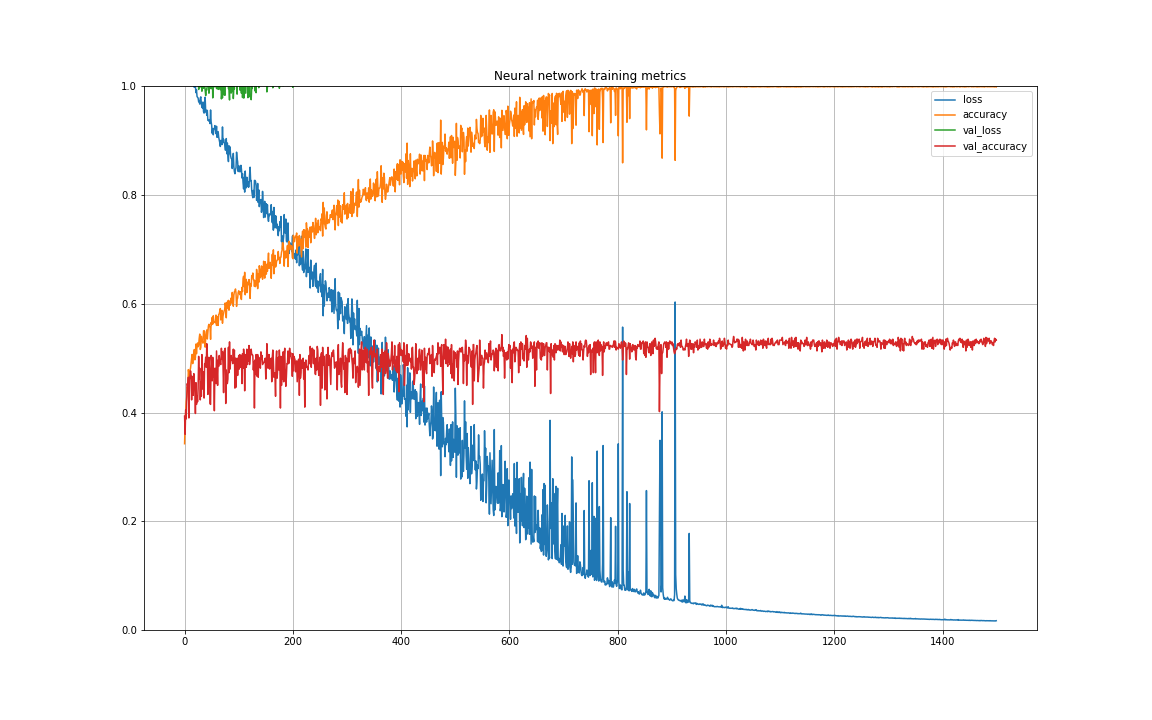 Neural network training metrics
1.0
0.8
0.6
0.4
0.2
0.0
loss
accuracy
val_loss
val_accuracy
0 200 400 600 800 1000 1200 1400